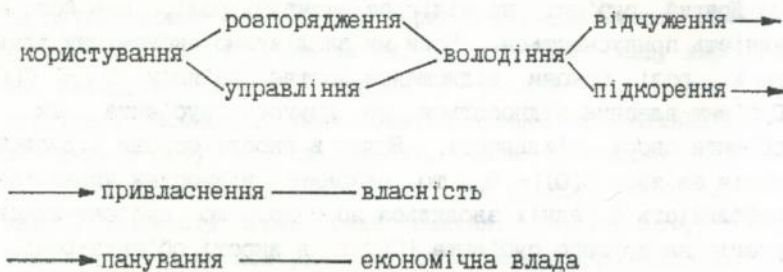 розпорядження відчуження
користування володіння
управління підкорення
привласнення власність
панування економічна влада